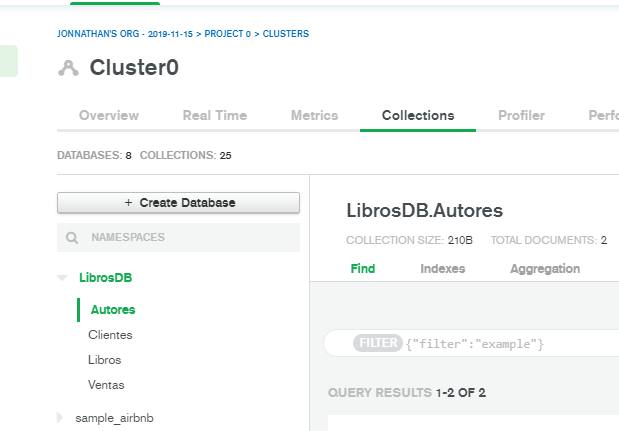 JONNATHAN'S ORG - 2019-11-15 > PROJECT 0 > CLUSTERS
Cluster0
Overview Real Time Metrics Collections Profiler Perfo
DATABASES: 8 COLLECTIONS: 25
+ Create Database
NAMESPACES
LibrosDB
Autores
Clientes
Libros
Ventas
sample_airbnb
LibrosDB.Autores
COLLECTION SIZE: 210B TOTAL DOCUMENTS: 2
Find Indexes Aggregation
FILTER {"filter":"example"}
QUERY RESULTS 1-2 OF 2